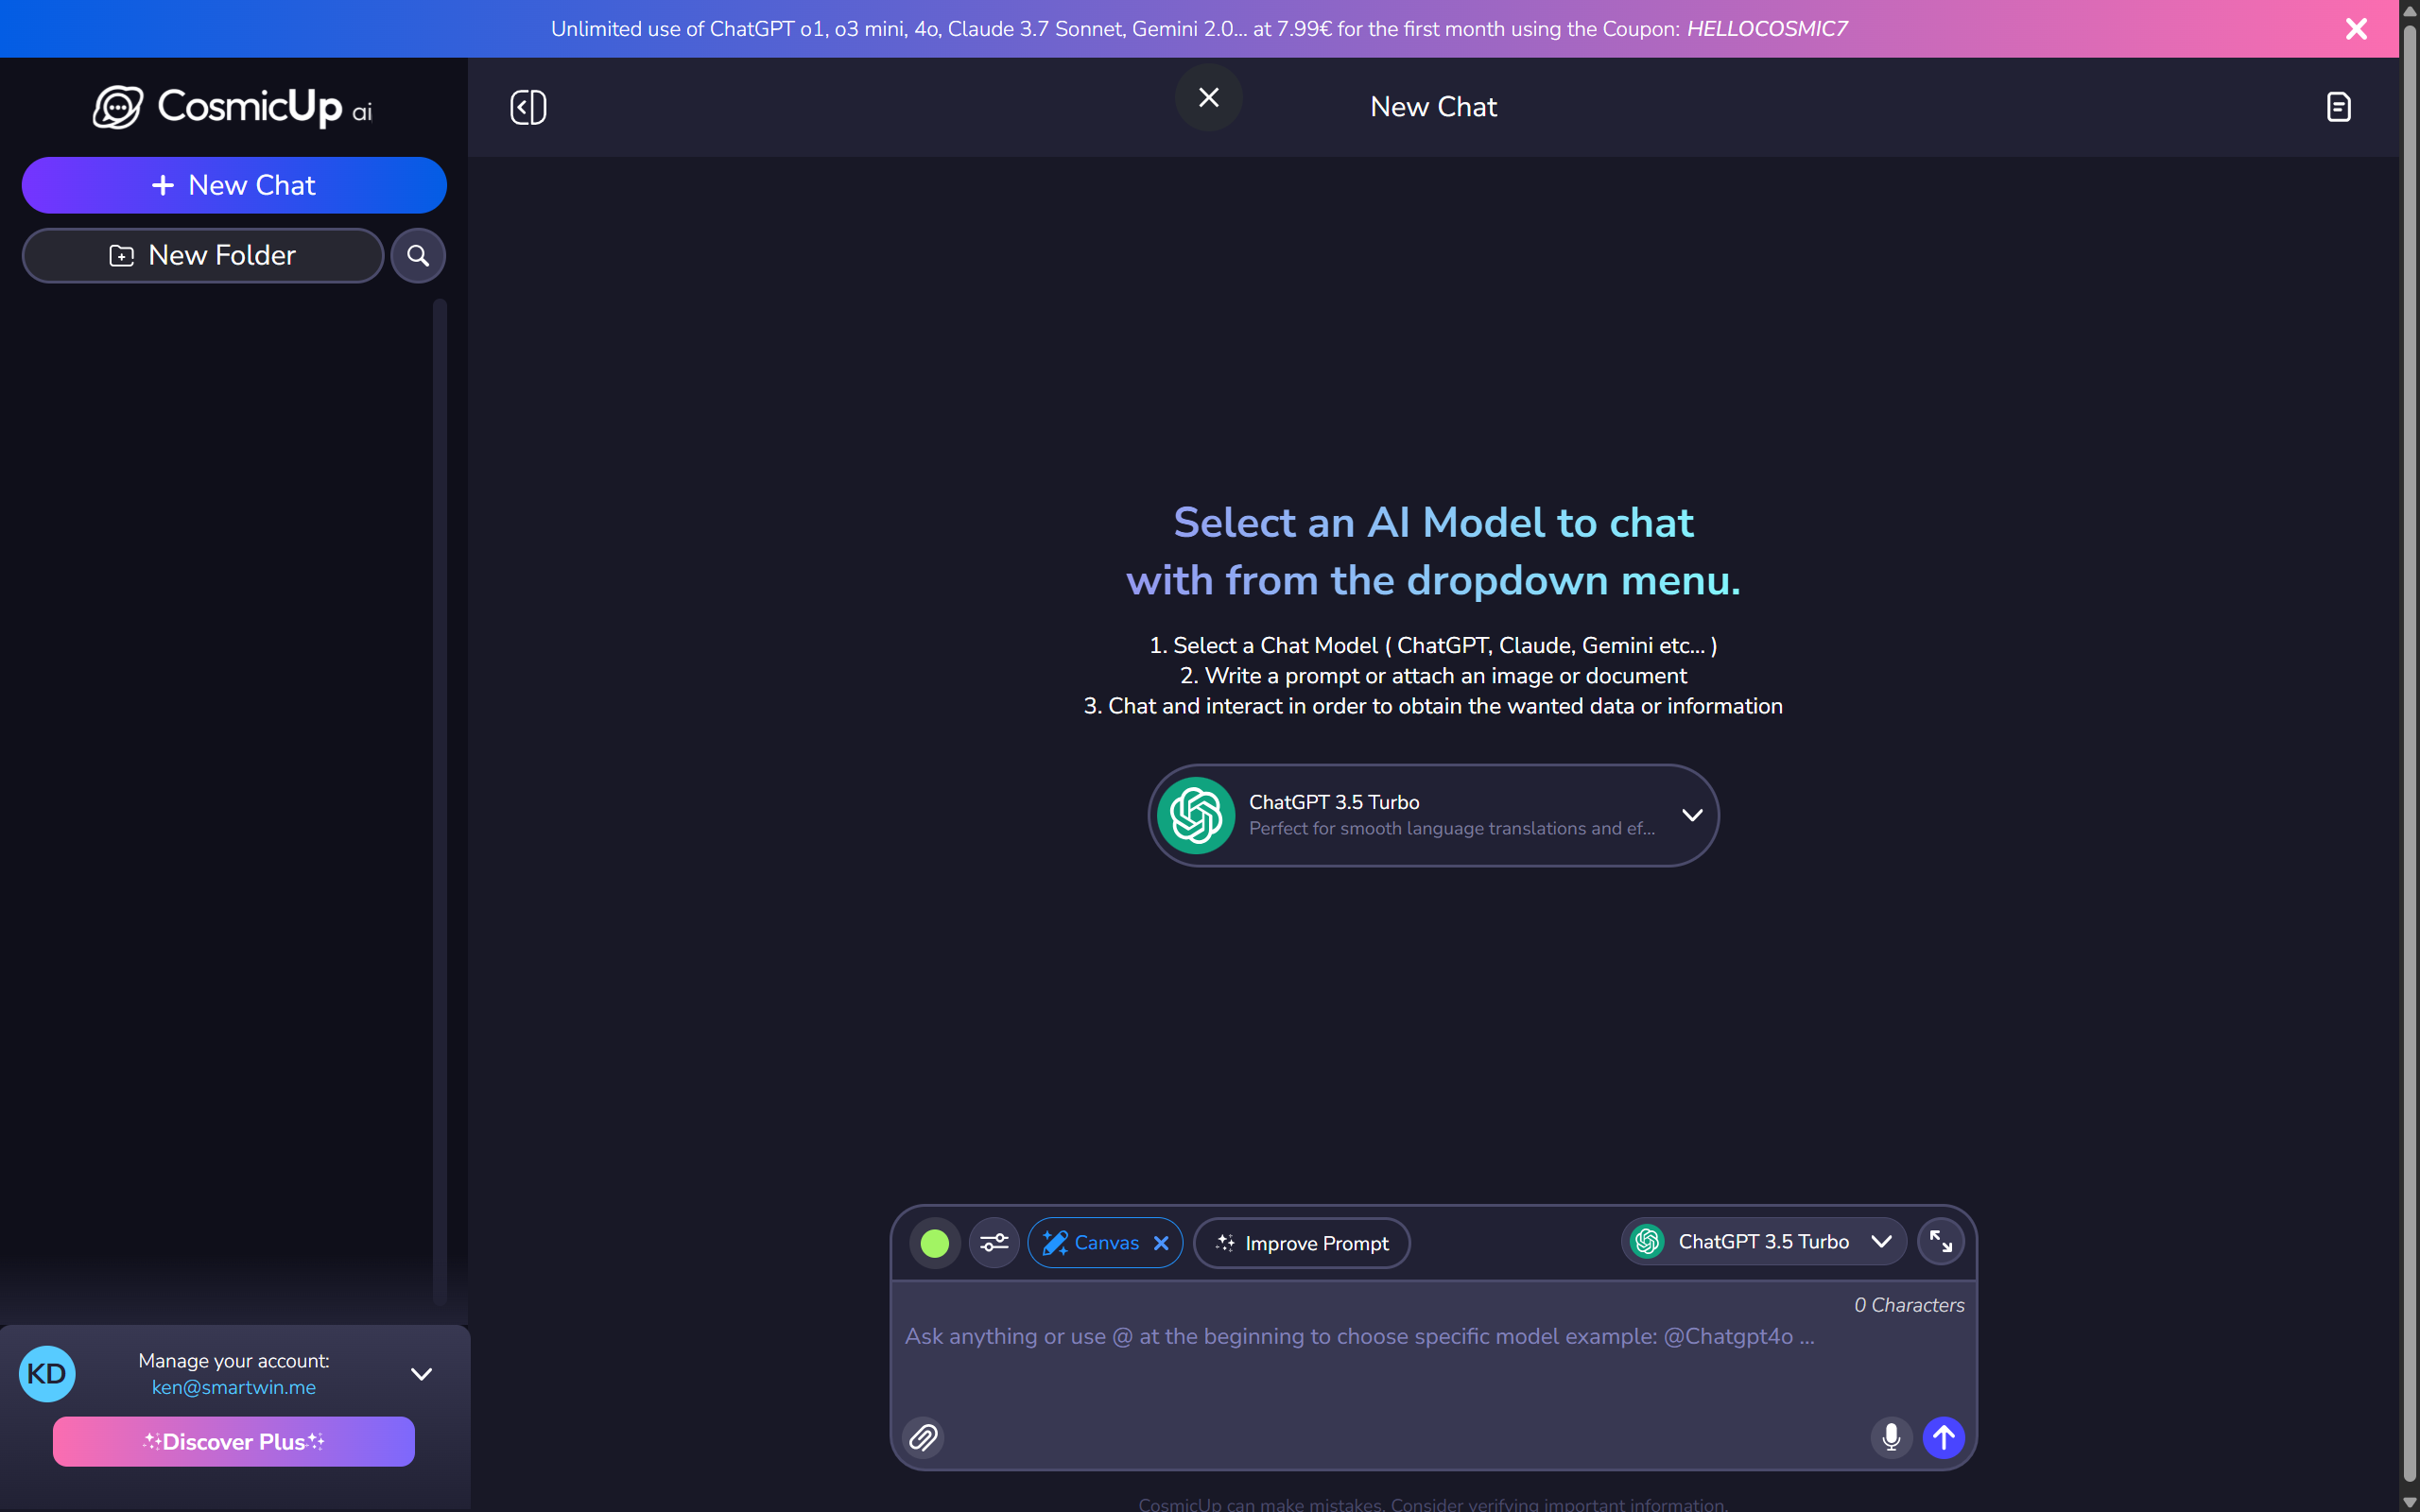 Unlimited use of ChatGPT o1, o3 mini, 4o, Claude 3.7 Sonnet, Gemini 2.0... at 7.99€ for the first month using the Coupon: HELLOCOSMIC7
CosmicUp ai
New Chat
New Folder
New Chat
Select an AI Model to chat
with from the dropdown menu.
1. Select a Chat Model ( ChatGPT, Claude, Gemini etc... )
2. Write a prompt or attach an image or document
3. Chat and interact in order to obtain the wanted data or information
ChatGPT 3.5 Turbo
Perfect for smooth language translations and ef...
Canvas
Improve Prompt
ChatGPT 3.5 Turbo
0 Characters
Ask anything or use @ at the beginning to choose specific model example: @Chatgpt4o ...
KD
Manage your account:
ken@smartwin.me
Discover Plus
CosmicUp can make mistakes. Consider verifying important information.